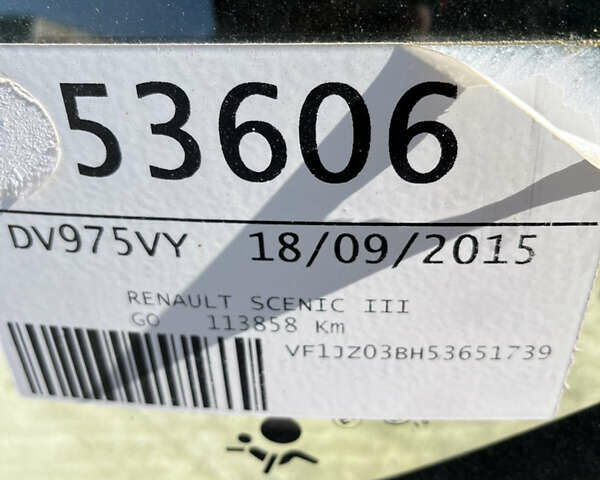 53606
DV975VY 18/09/2015
RENAULT SCENIC III
GO 113858 Km
VF1JZ03BH53651739